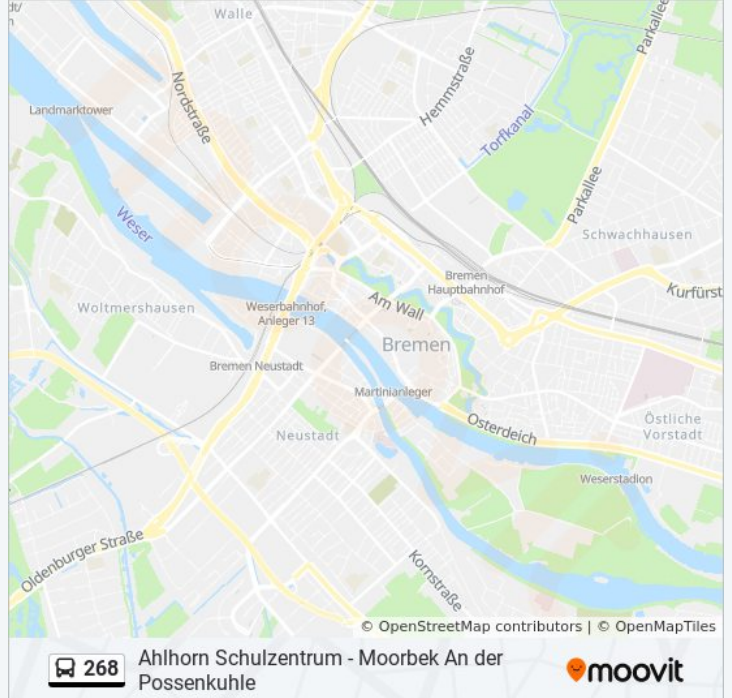 dt/
Walle
Parkallee
Hemmstraße
Nordstraße
Landmarktower
Torfkanal
Parkallee
Weser
Schwachhausen
Bremen
Hauptbahnhof
Kurfürst
Woltmershausen
Weserbahnhof,
Anleger 13
Am Wall
Bremen
Bremen Neustadt
Martinianleger
Osterdeich
Östliche
Vorstadt
Neustadt
Weserstadion
Oldenburger Straße
Kornstraße
© OpenStreetMap contributors | © OpenMapTiles
268
Ahlhorn Schulzentrum - Moorbek An der
Possenkuhle
moovit